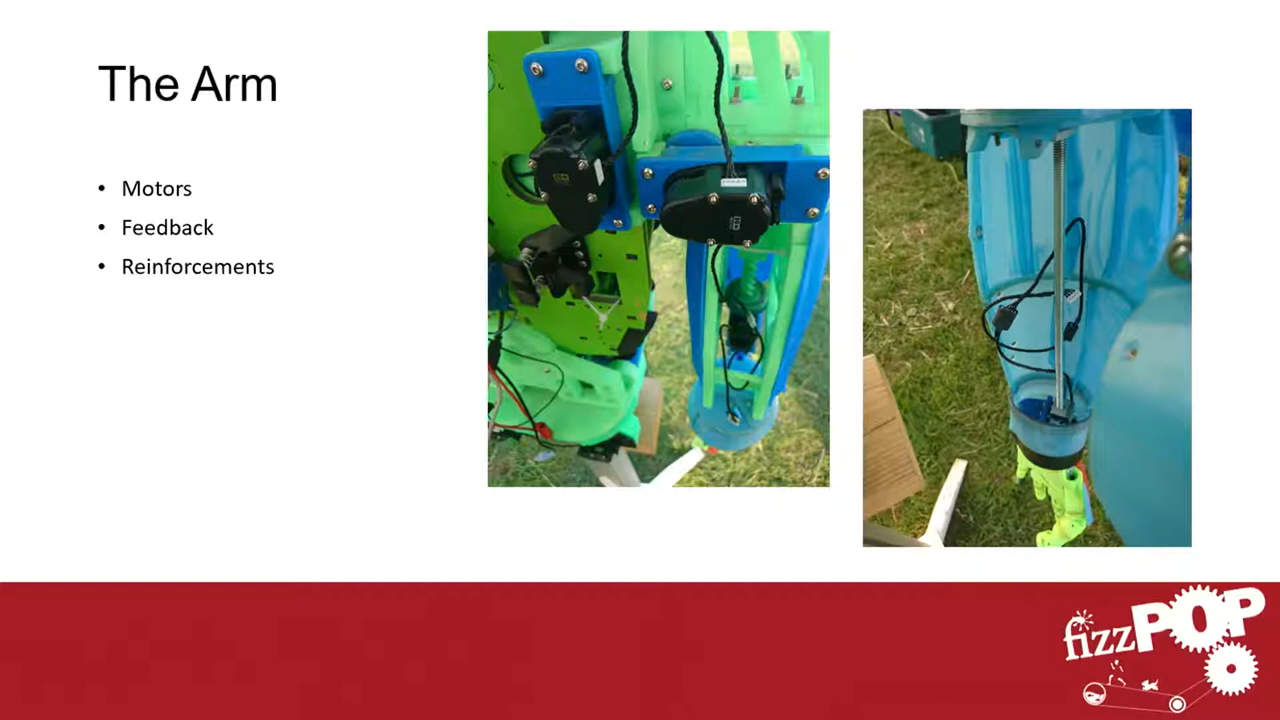 The Arm
• Motors
• Feedback
• Reinforcements
fizzPOP